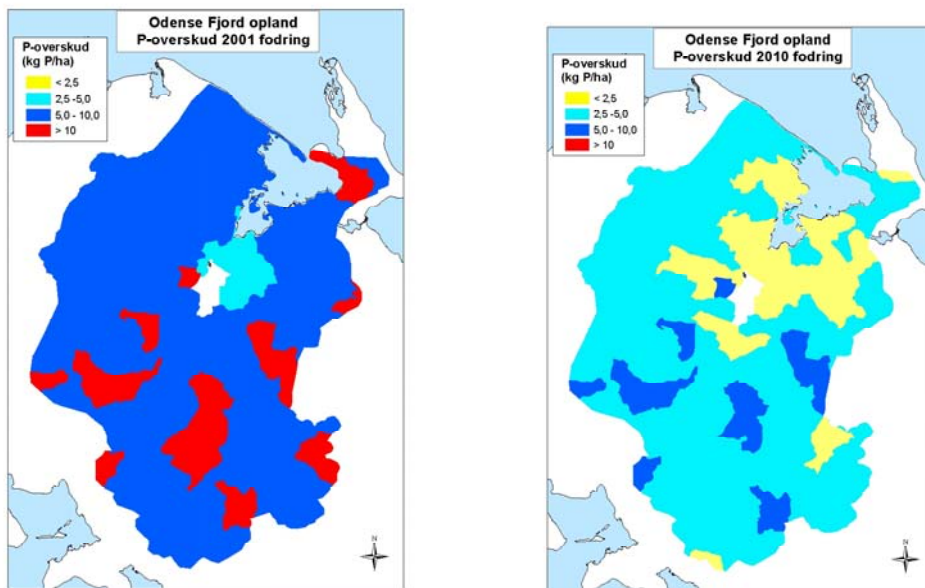 Odense Fjord opland
P-overskud 2001 fodring
P-overskud
(kg P/ha)
< 2,5
2,5 -5,0
5,0 - 10,0
> 10
N
Odense Fjord opland
P-overskud 2010 fodring
P-overskud
(kg P/ha)
< 2,5
2,5-5,0
5,0 - 10,0
> 10
N